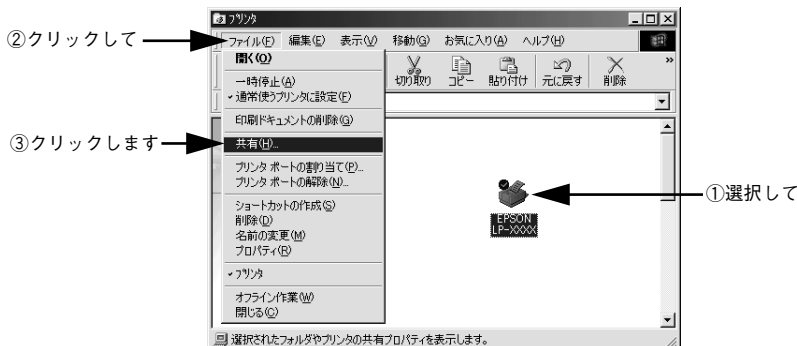 プリンタ
②クリックして
ファイル(F) 編集(E) 表示(V) 移動(G) お気に入り(A) ヘルプ(H)
開く(O)
一時停止(A)
通常使うプリンタに設定(F)
印刷ドキュメントの削除(G)
③クリックします
共有(H)...
プリンタ ポートの割り当て(P)...
プリンタ ポートの解除(N)...
ショートカットの作成(S)
削除(D)
名前の変更(M)
プロパティ(R)
プリンタ
オフライン作業(W)
閉じる(C)
切り取り コピー 貼り付け 元に戻す 削除 »
①選択して
EPSON
LP-XXXX
選択されたフォルダやプリンタの共有プロパティを表示します。